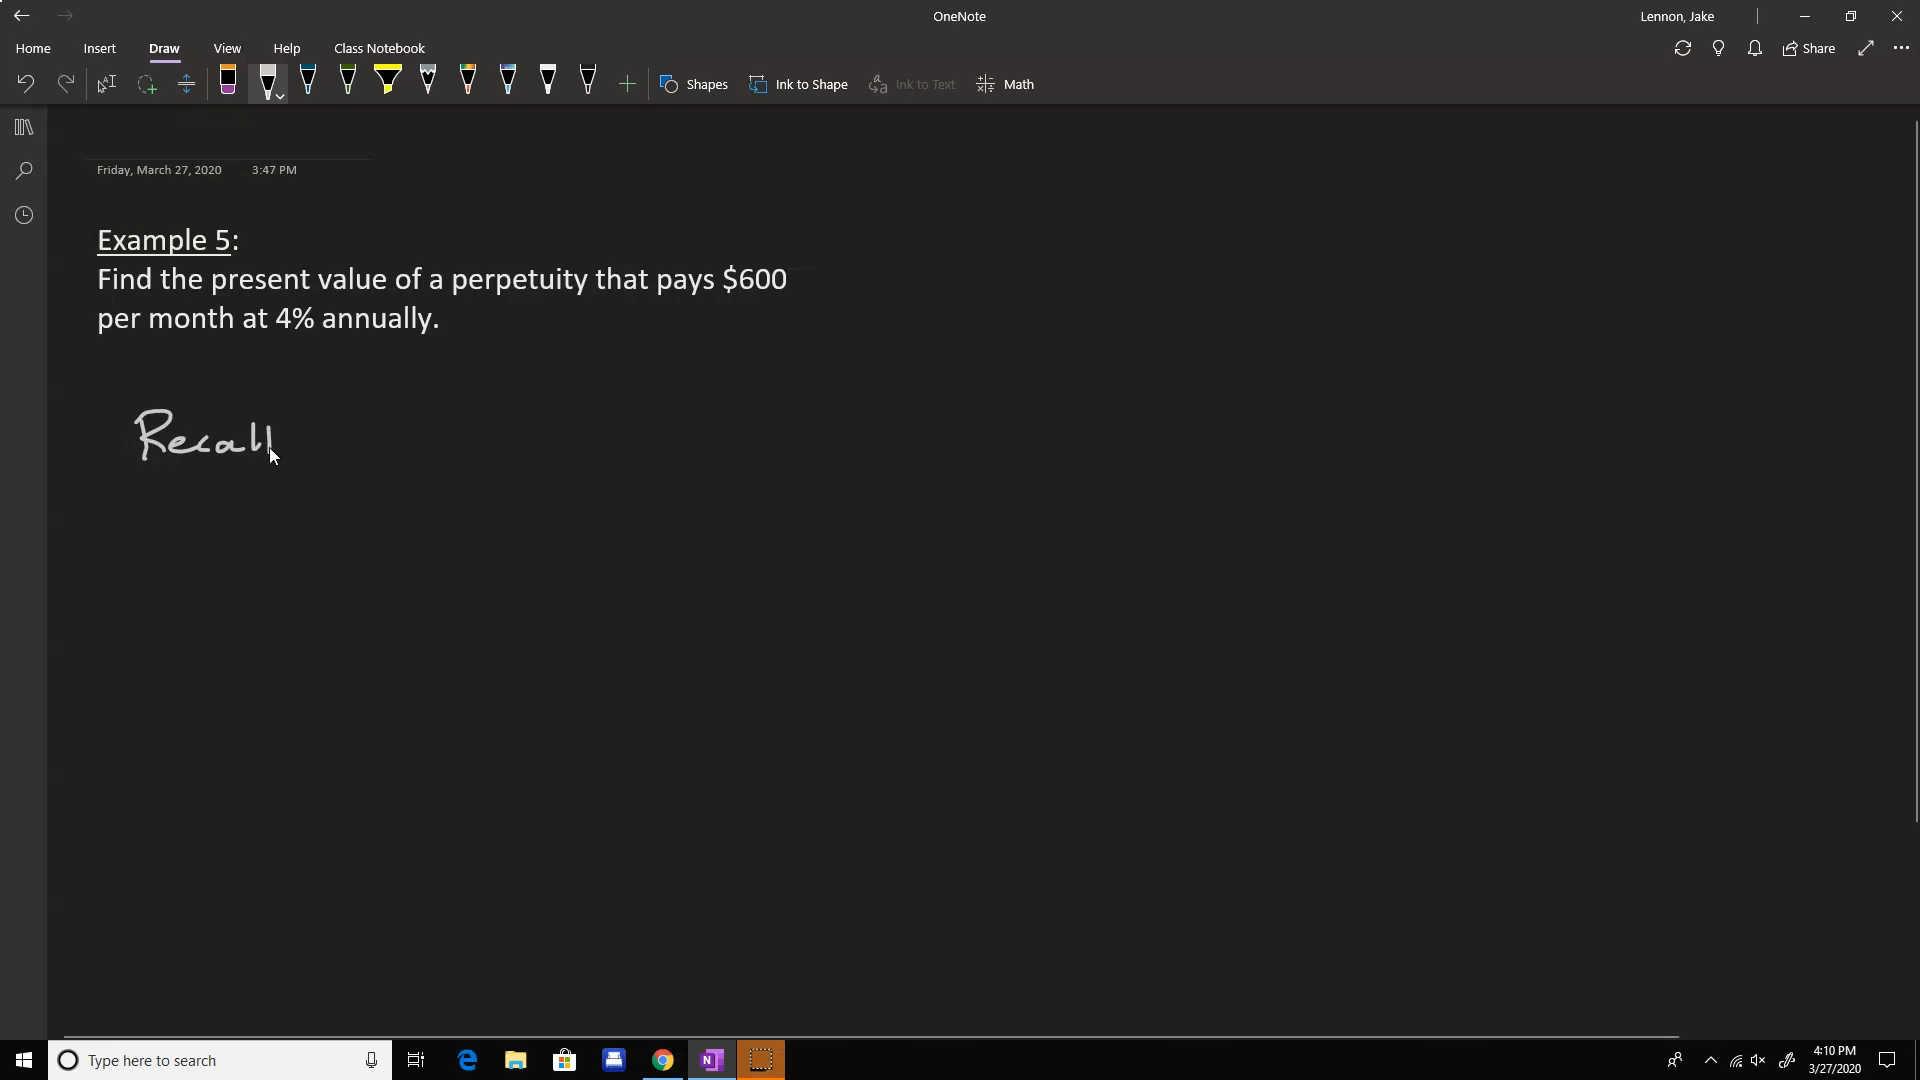 OneNote
Lennon, Jake
Home Insert Draw View Help Class Notebook
Share
Shapes Ink to Shape Ink to Text Math
Friday, March 27, 2020 3:47 PM
Example 5:
Find the present value of a perpetuity that pays $600
per month at 4% annually.
Recall
Type here to search
4:10 PM
3/27/2020